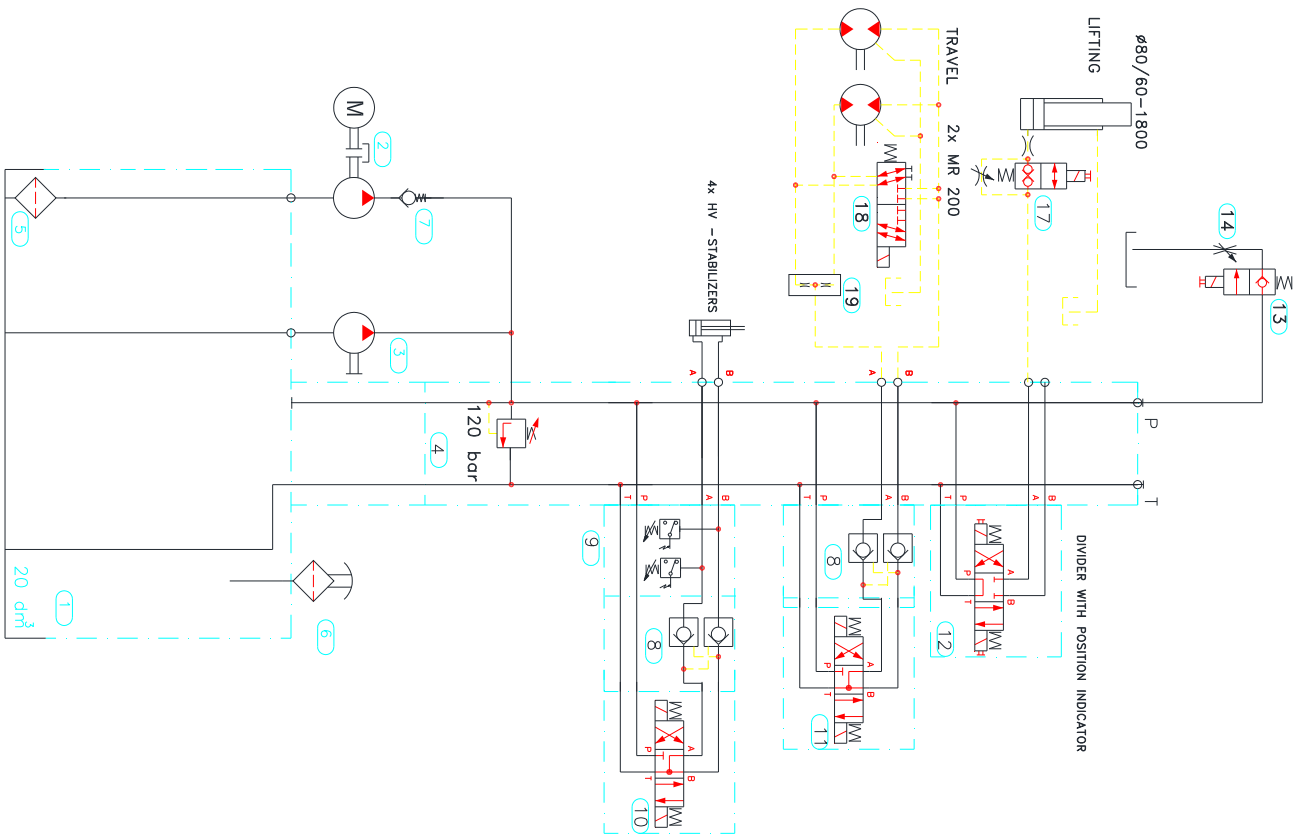 ø80/60-1800
LIFTING
TRAVEL 2x MR 200
14
13
17
18
19
4x HV -STABILIZERS
M
2
7
5
3
P
T
120 bar
4
A
B
A
B
T
P
A
B
T
P
A
B
T
P
A
B
9
8
8
DIVIDER WITH POSITION INDICATOR
P
A
T
B
12
P
A
T
B
11
P
A
T
B
10
6
1
20 dm³